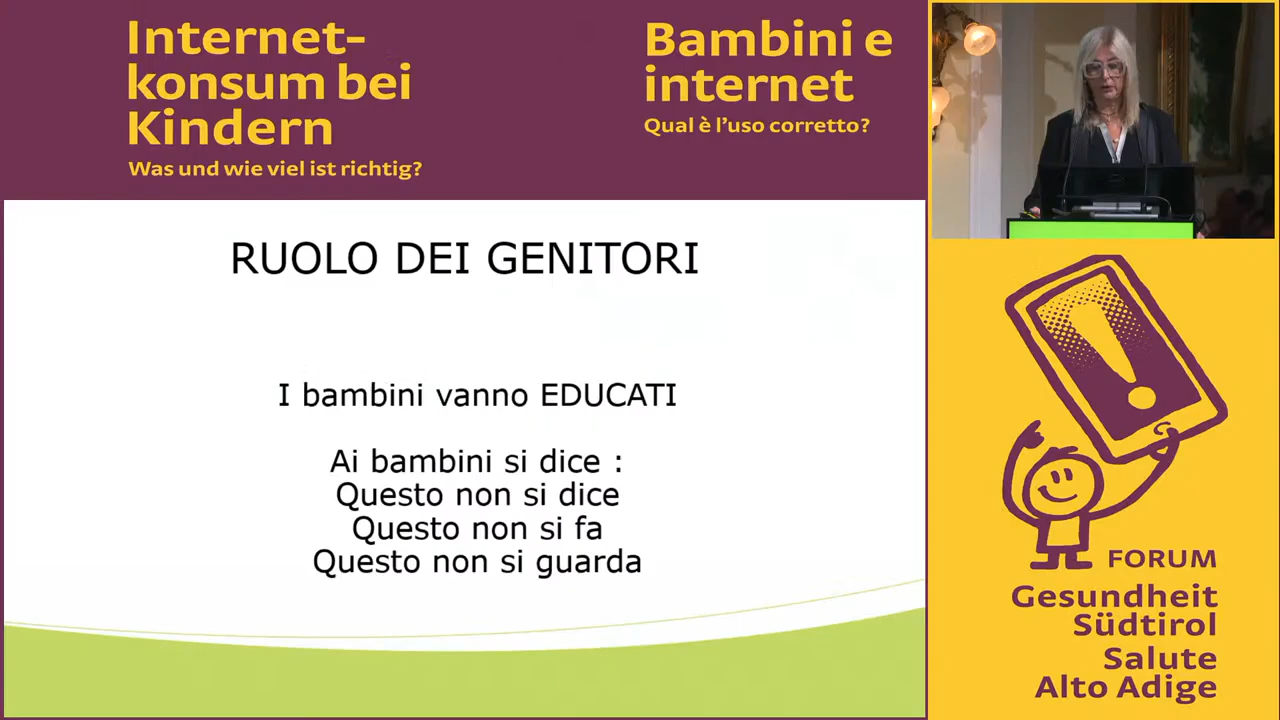 Internet-
konsum bei
Kindern
Was und wie viel ist richtig?
Bambini e
internet
Qual è l'uso corretto?
RUOLO DEI GENITORI
I bambini vanno EDUCATI
Ai bambini si dice :
Questo non si dice
Questo non si fa
Questo non si guarda
FORUM
Gesundheit
Südtirol
Salute
Alto Adige